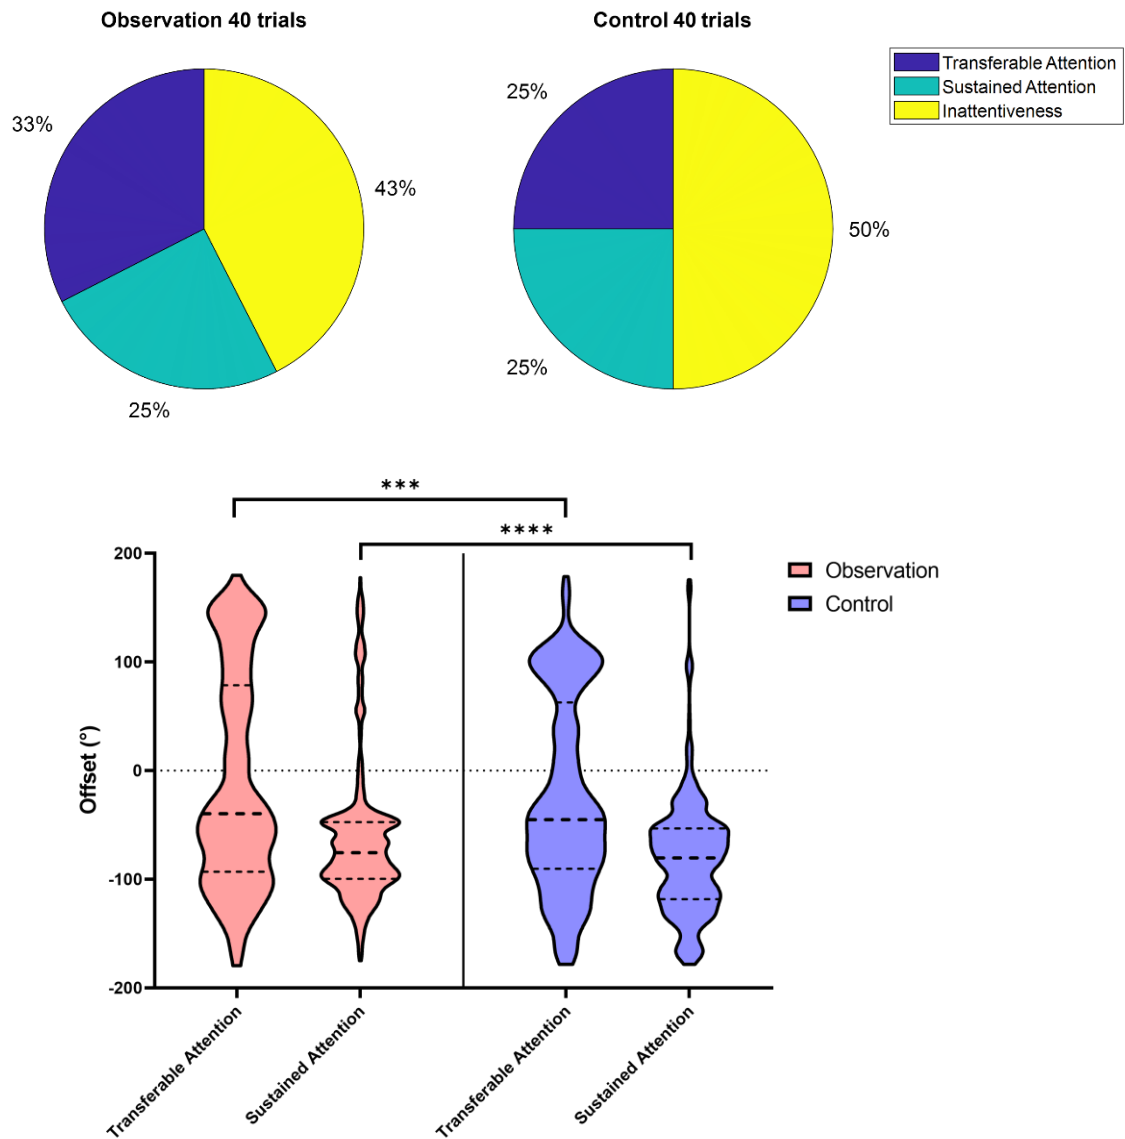 Observation 40 trials
Control 40 trials
Transferable Attention
Sustained Attention
Inattentiveness
33%
43%
25%
25%
50%
25%
***
****
Observation
Control
Offset (°)
200
100
0
-100
-200
Transferable Attention
Sustained Attention
Transferable Attention
Sustained Attention